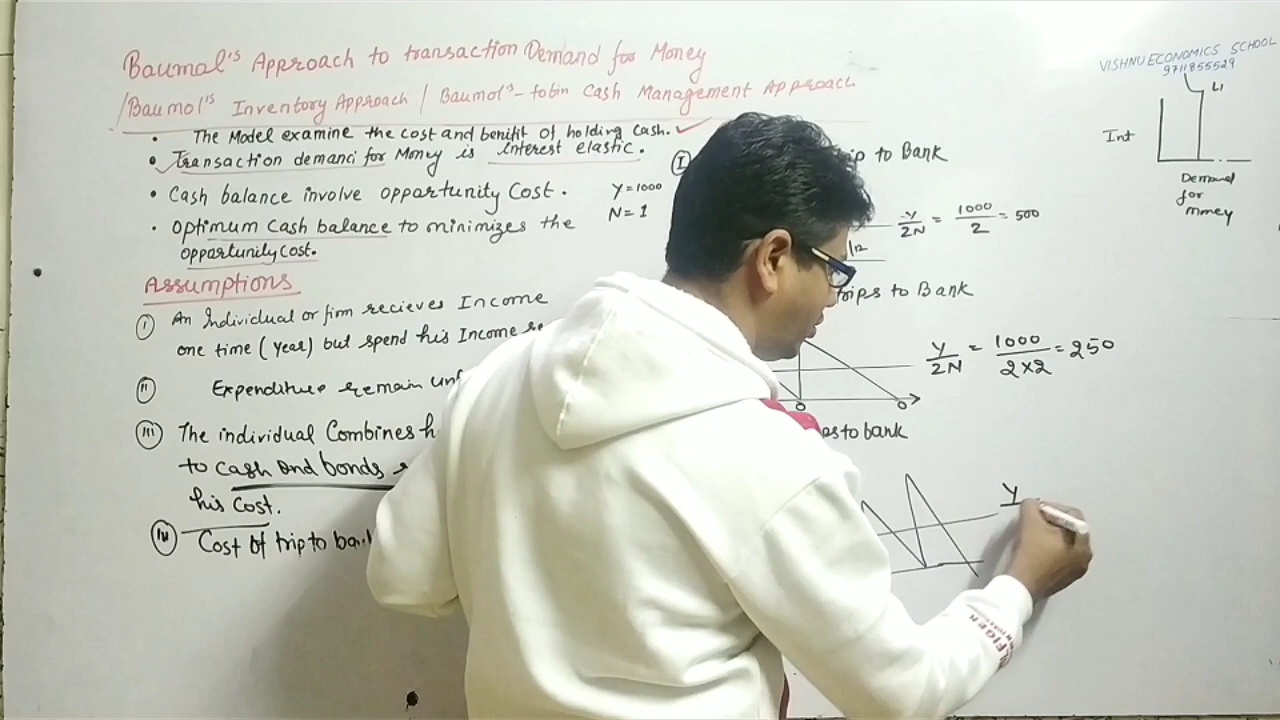 Baumal's Approach to transaction Demand for Money
/Baumol's Inventory Approach / Baumol's-tobin Cash Management Approach
• The Model examine the cost and benifit of holding cash.
• Transaction demand for Money is interest elastic.
• Cash balance involve opportunity Cost.
• Optimum Cash balance to minimizes the
opportunity cost.
Y = 1000
N = 1
Assumptions
(i) An Individual or firm recieves Income
one time (year) but spend his Income
(ii) Expenditure remain
(iii) The individual Combines
to Cash and bonds
his Cost.
(iv) Cost of trip to
(I) to Bank
Y/2N = 1000/2 = 500
trips to Bank
Y/2N = 1000/2×2 = 250
0 0
to bank
Y
VISHNU ECONOMICS SCHOOL
9711855529
L1
Int
Demand
for
mmey
FIGER